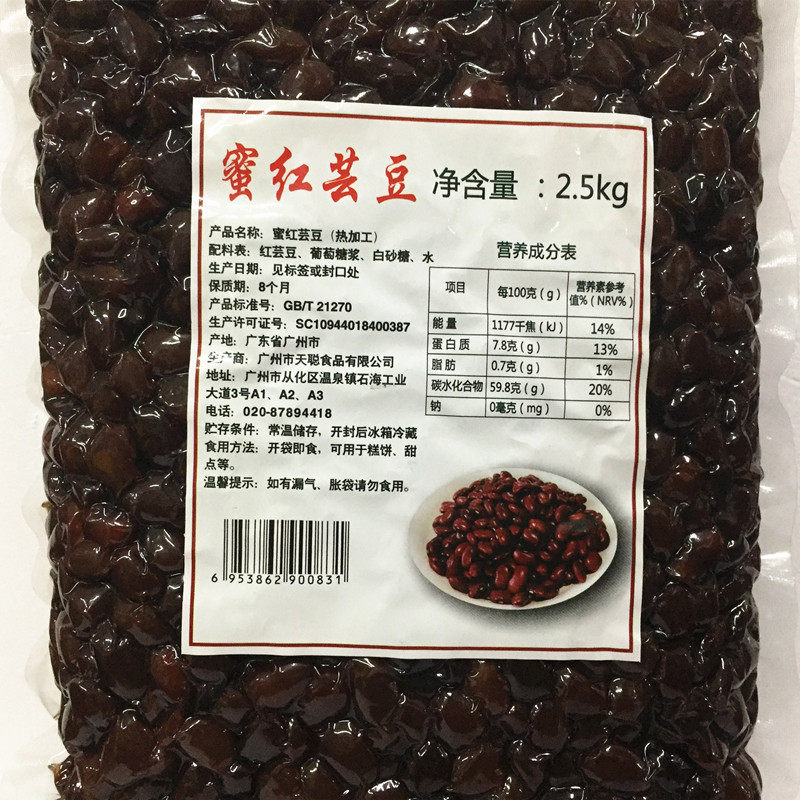 蜜红芸豆 净含量：2.5kg
产品名称：蜜红芸豆（热加工）
配料表：红芸豆、葡萄糖浆、白砂糖、水
生产日期：见标签或封口处
保质期：8个月
产品标准号：GB/T 21270
生产许可证号：SC10944018400387
产地：广东省广州市
生产商：广州市天聪食品有限公司
地址：广州市从化区温泉镇石海工业
大道3号A1、A2、A3
电话：020-87894418
贮存条件：常温储存，开封后冰箱冷藏
食用方法：开袋即食，可用于糕饼、甜
点等。
温馨提示：如有漏气、胀袋请勿食用。
营养成分表
项目 每100克（g） 营养素参考值%（NRV%）
能量 1177千焦（kJ） 14%
蛋白质 7.8克（g） 13%
脂肪 0.7克（g） 1%
碳水化合物 59.8克（g） 20%
钠 0毫克（mg） 0%
6 953862 900831